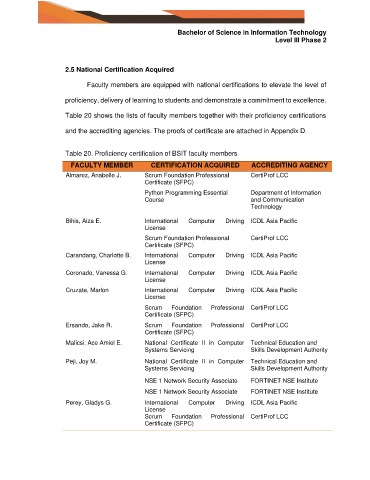 Bachelor of Science in Information Technology
Level III Phase 2
2.5 National Certification Acquired
Faculty members are equipped with national certifications to elevate the level of
proficiency, delivery of learning to students and demonstrate a commitment to excellence.
Table 20 shows the lists of faculty members together with their proficiency certifications
and the accrediting agencies. The proofs of certificate are attached in Appendix D.
Table 20. Proficiency certification of BSIT faculty members
FACULTY MEMBER CERTIFICATION ACQUIRED ACCREDITING AGENCY
Almarez, Anabelle J. Scrum Foundation Professional CertiProf LCC
Certificate (SFPC)
Python Programming Essential Department of Information
Course and Communication
Technology
Bihis, Aiza E. International Computer Driving ICDL Asia Pacific
License
Scrum Foundation Professional CertiProf LCC
Certificate (SFPC)
Carandang, Charlotte B. International Computer Driving ICDL Asia Pacific
License
Coronado, Vanessa G. International Computer Driving ICDL Asia Pacific
License
Cruzate, Marlon International Computer Driving ICDL Asia Pacific
License
Scrum Foundation Professional CertiProf LCC
Certificate (SFPC)
Ersando, Jake R. Scrum Foundation Professional CertiProf LCC
Certificate (SFPC)
Malicsi, Ace Amiel E. National Certificate II in Computer Technical Education and
Systems Servicing Skills Development Authority
Peji, Joy M. National Certificate II in Computer Technical Education and
Systems Servicing Skills Development Authority
NSE 1 Network Security Associate FORTINET NSE Institute
NSE 1 Network Security Associate FORTINET NSE Institute
Perey, Gladys G. International Computer Driving ICDL Asia Pacific
License
Scrum Foundation Professional CertiProf LCC
Certificate (SFPC)